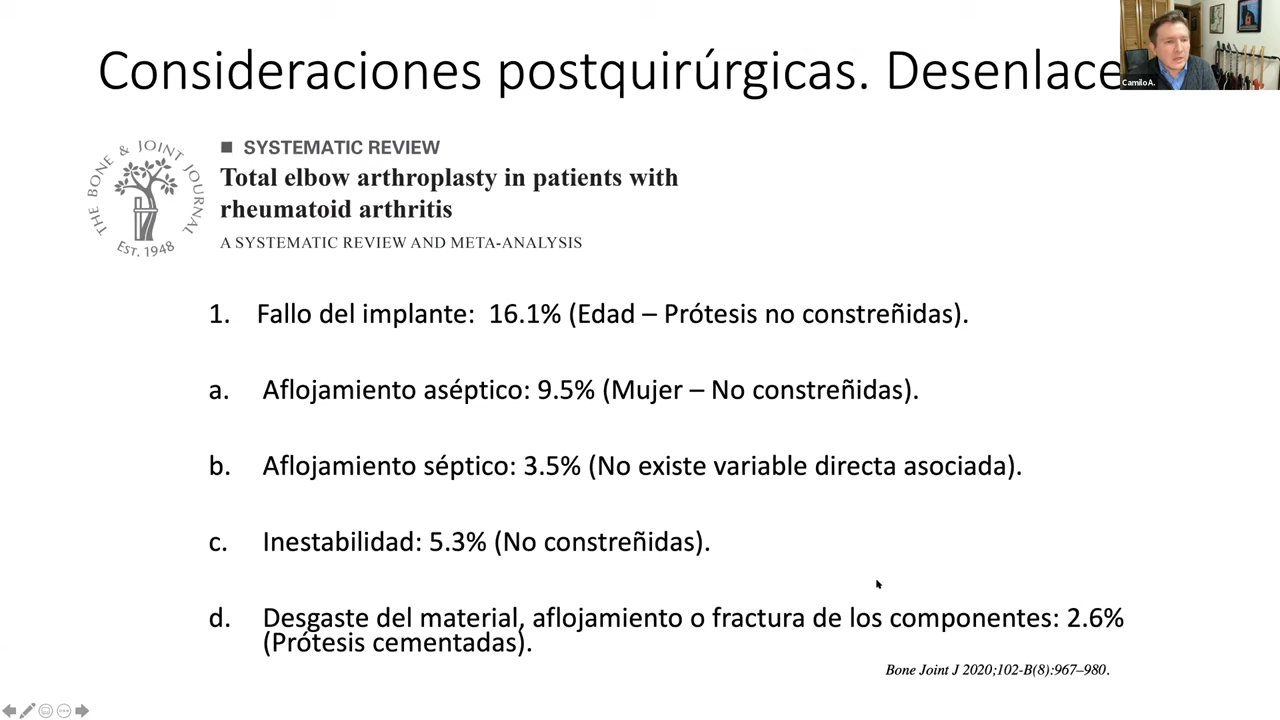 Consideraciones postquirúrgicas. Desenlace
Camilo A.
THE BONE & JOINT JOURNAL
EST. 1948
■ SYSTEMATIC REVIEW
Total elbow arthroplasty in patients with
rheumatoid arthritis
A SYSTEMATIC REVIEW AND META-ANALYSIS
1. Fallo del implante: 16.1% (Edad – Prótesis no constreñidas).
a. Aflojamiento aséptico: 9.5% (Mujer – No constreñidas).
b. Aflojamiento séptico: 3.5% (No existe variable directa asociada).
c. Inestabilidad: 5.3% (No constreñidas).
d. Desgaste del material, aflojamiento o fractura de los componentes: 2.6%
(Prótesis cementadas).
Bone Joint J 2020;102-B(8):967–980.